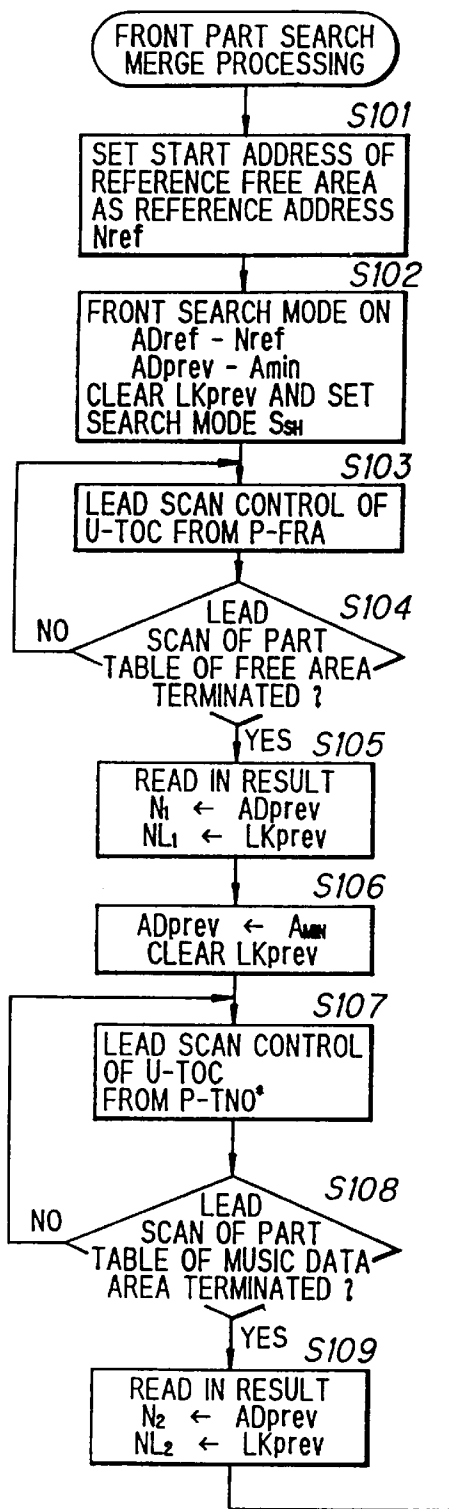 FRONT PART SEARCH
MERGE PROCESSING
S101
SET START ADDRESS OF
REFERENCE FREE AREA
AS REFERENCE ADDRESS
Nref
S102
FRONT SEARCH MODE ON
ADref - Nref
ADprev - Amin
CLEAR LKprev AND SET
SEARCH MODE SSH
S103
LEAD SCAN CONTROL OF
U-TOC FROM P-FRA
S104
LEAD
SCAN OF PART
TABLE OF FREE AREA
TERMINATED ?
NO
YES
S105
READ IN RESULT
N1 ← ADprev
NL1 ← LKprev
S106
ADprev ← AMIN
CLEAR LKprev
S107
LEAD SCAN CONTROL
OF U-TOC
FROM P-TNO*
S108
LEAD
SCAN OF PART
TABLE OF MUSIC DATA
AREA TERMINATED ?
NO
YES
S109
READ IN RESULT
N2 ← ADprev
NL2 ← LKprev